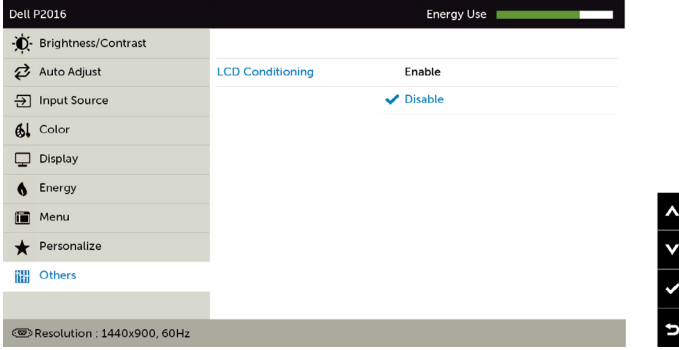 Dell P2016 Energy Use
Brightness/Contrast
Auto Adjust LCD Conditioning Enable
Input Source Disable
Color
Display
Energy
Menu
Personalize
Others
Resolution : 1440x900, 60Hz